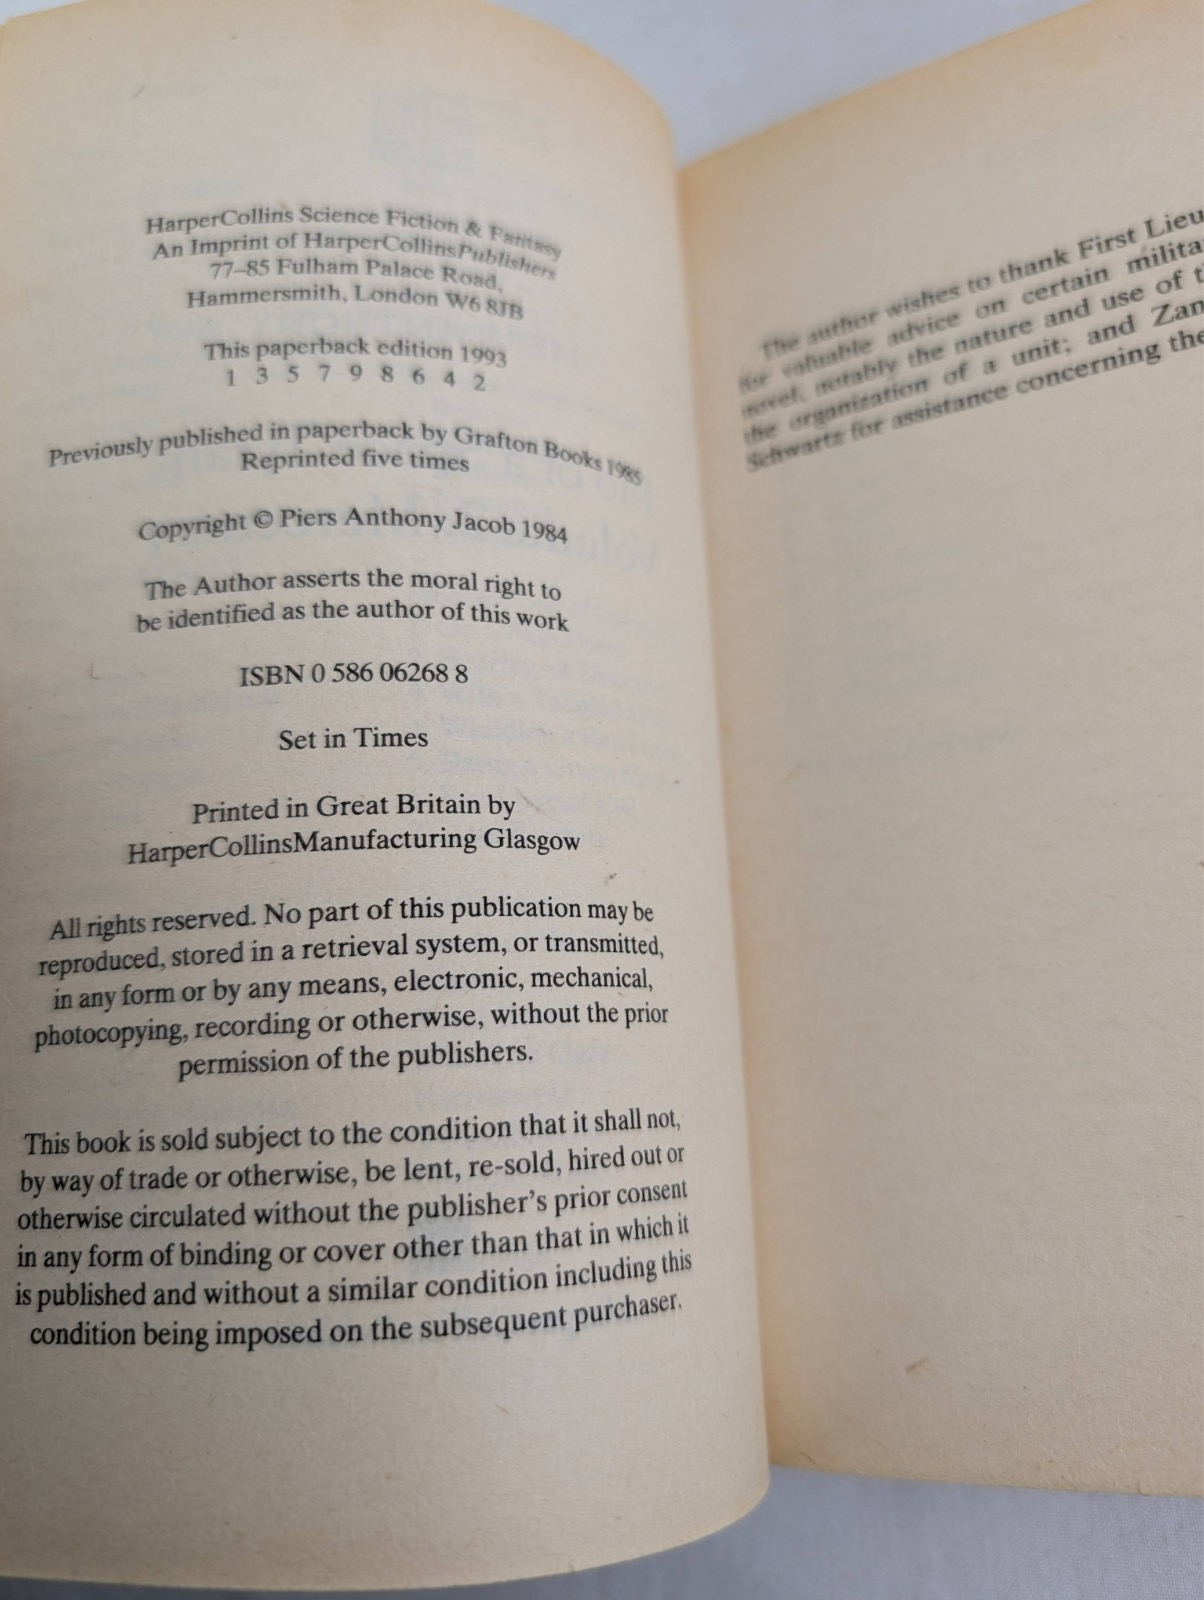 HarperCollins Science Fiction & Fantasy
An Imprint of HarperCollinsPublishers
77–85 Fulham Palace Road,
Hammersmith, London W6 8JB
This paperback edition 1993
1 3 5 7 9 8 6 4 2
Previously published in paperback by Grafton Books 1985
Reprinted five times
Copyright © Piers Anthony Jacob 1984
The Author asserts the moral right to
be identified as the author of this work
ISBN 0 586 06268 8
Set in Times
Printed in Great Britain by
HarperCollinsManufacturing Glasgow
All rights reserved. No part of this publication may be
reproduced, stored in a retrieval system, or transmitted,
in any form or by any means, electronic, mechanical,
photocopying, recording or otherwise, without the prior
permission of the publishers.
This book is sold subject to the condition that it shall not,
by way of trade or otherwise, be lent, re-sold, hired out or
otherwise circulated without the publisher's prior consent
in any form of binding or cover other than that in which it
is published and without a similar condition including this
condition being imposed on the subsequent purchaser.
The author wishes to thank First Lieu
for valuable advice on certain milita
novel, notably the nature and use of t
the organization of a unit; and Zan
Schwartz for assistance concerning the